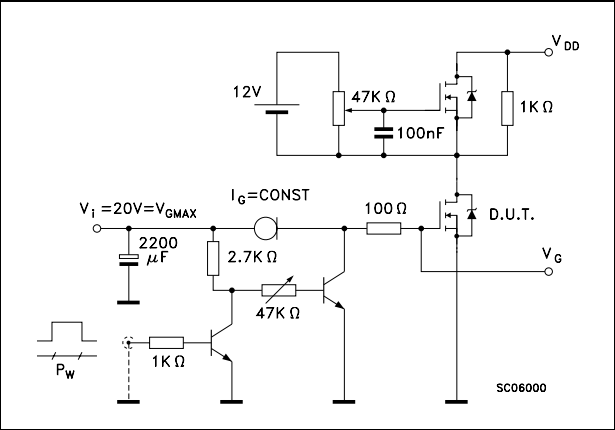 V DD
12V
47K Ω
1K Ω
100nF
I G =CONST
V i =20V=V GMAX
100 Ω
D.U.T.
2200
μF
2.7K Ω
V G
47K Ω
1K Ω
P W
SC06000